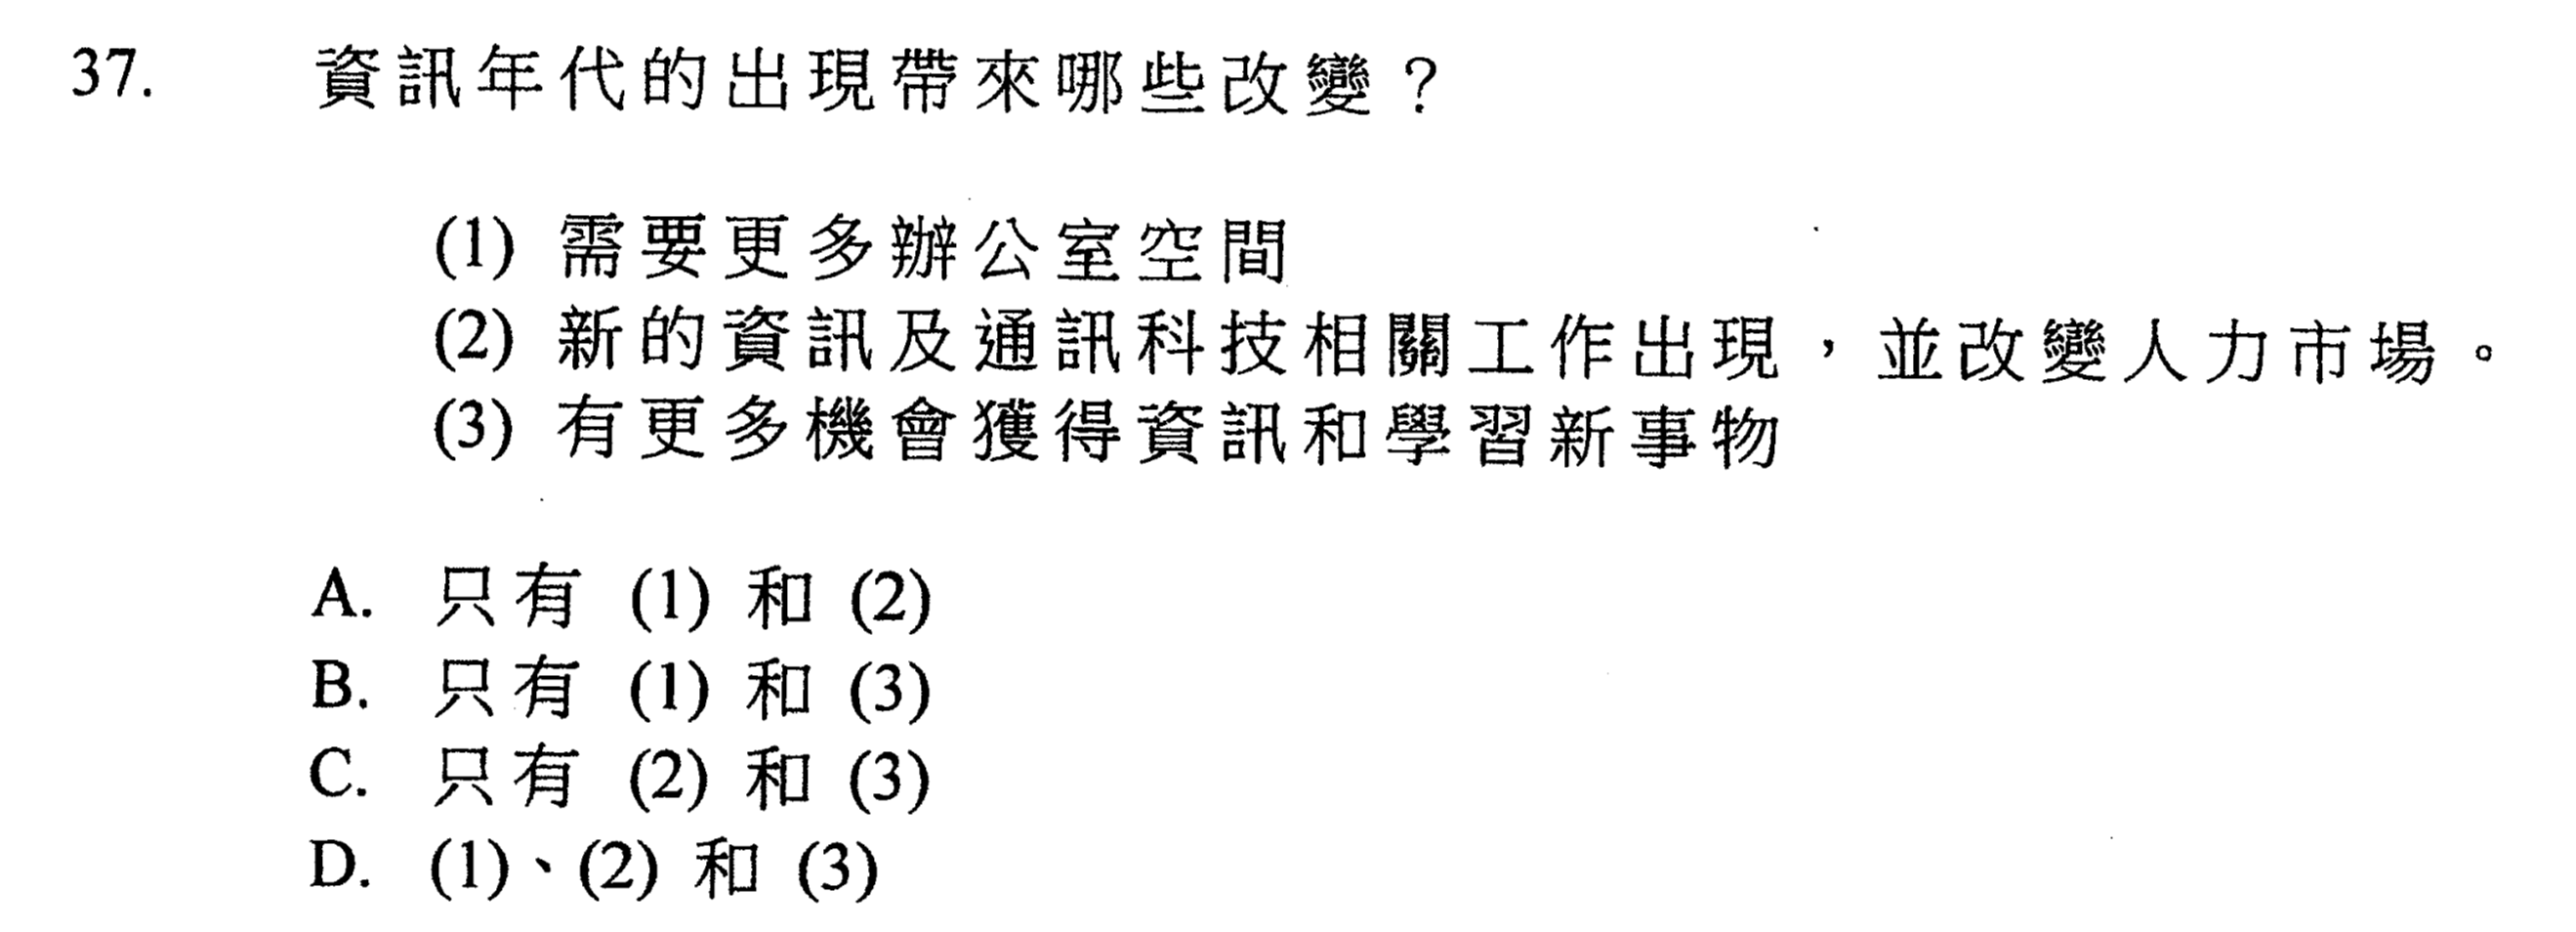 37. 資訊年代的出現帶來哪些改變？
(1) 需要更多辦公室空間
(2) 新的資訊及通訊科技相關工作出現，並改變人力市場。
(3) 有更多機會獲得資訊和學習新事物
A. 只有 (1) 和 (2)
B. 只有 (1) 和 (3)
C. 只有 (2) 和 (3)
D. (1)、(2) 和 (3)